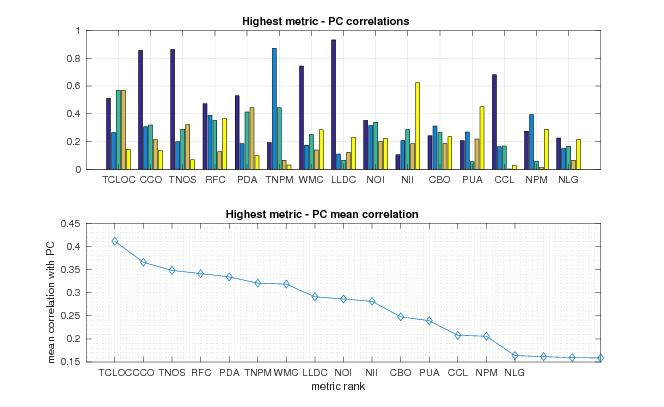 Highest metric - PC correlations
1
0.8
0.6
0.4
0.2
0
TCLOC CCO TNOS RFC PDA TNPM WMC LLDC NOI NII CBO PUA CCL NPM NLG
Highest metric - PC mean correlation
mean correlation with PC
0.45
0.4
0.35
0.3
0.25
0.2
0.15
TCLOC CCO TNOS RFC PDA TNPM WMC LLDC NOI NII CBO PUA CCL NPM NLG
metric rank